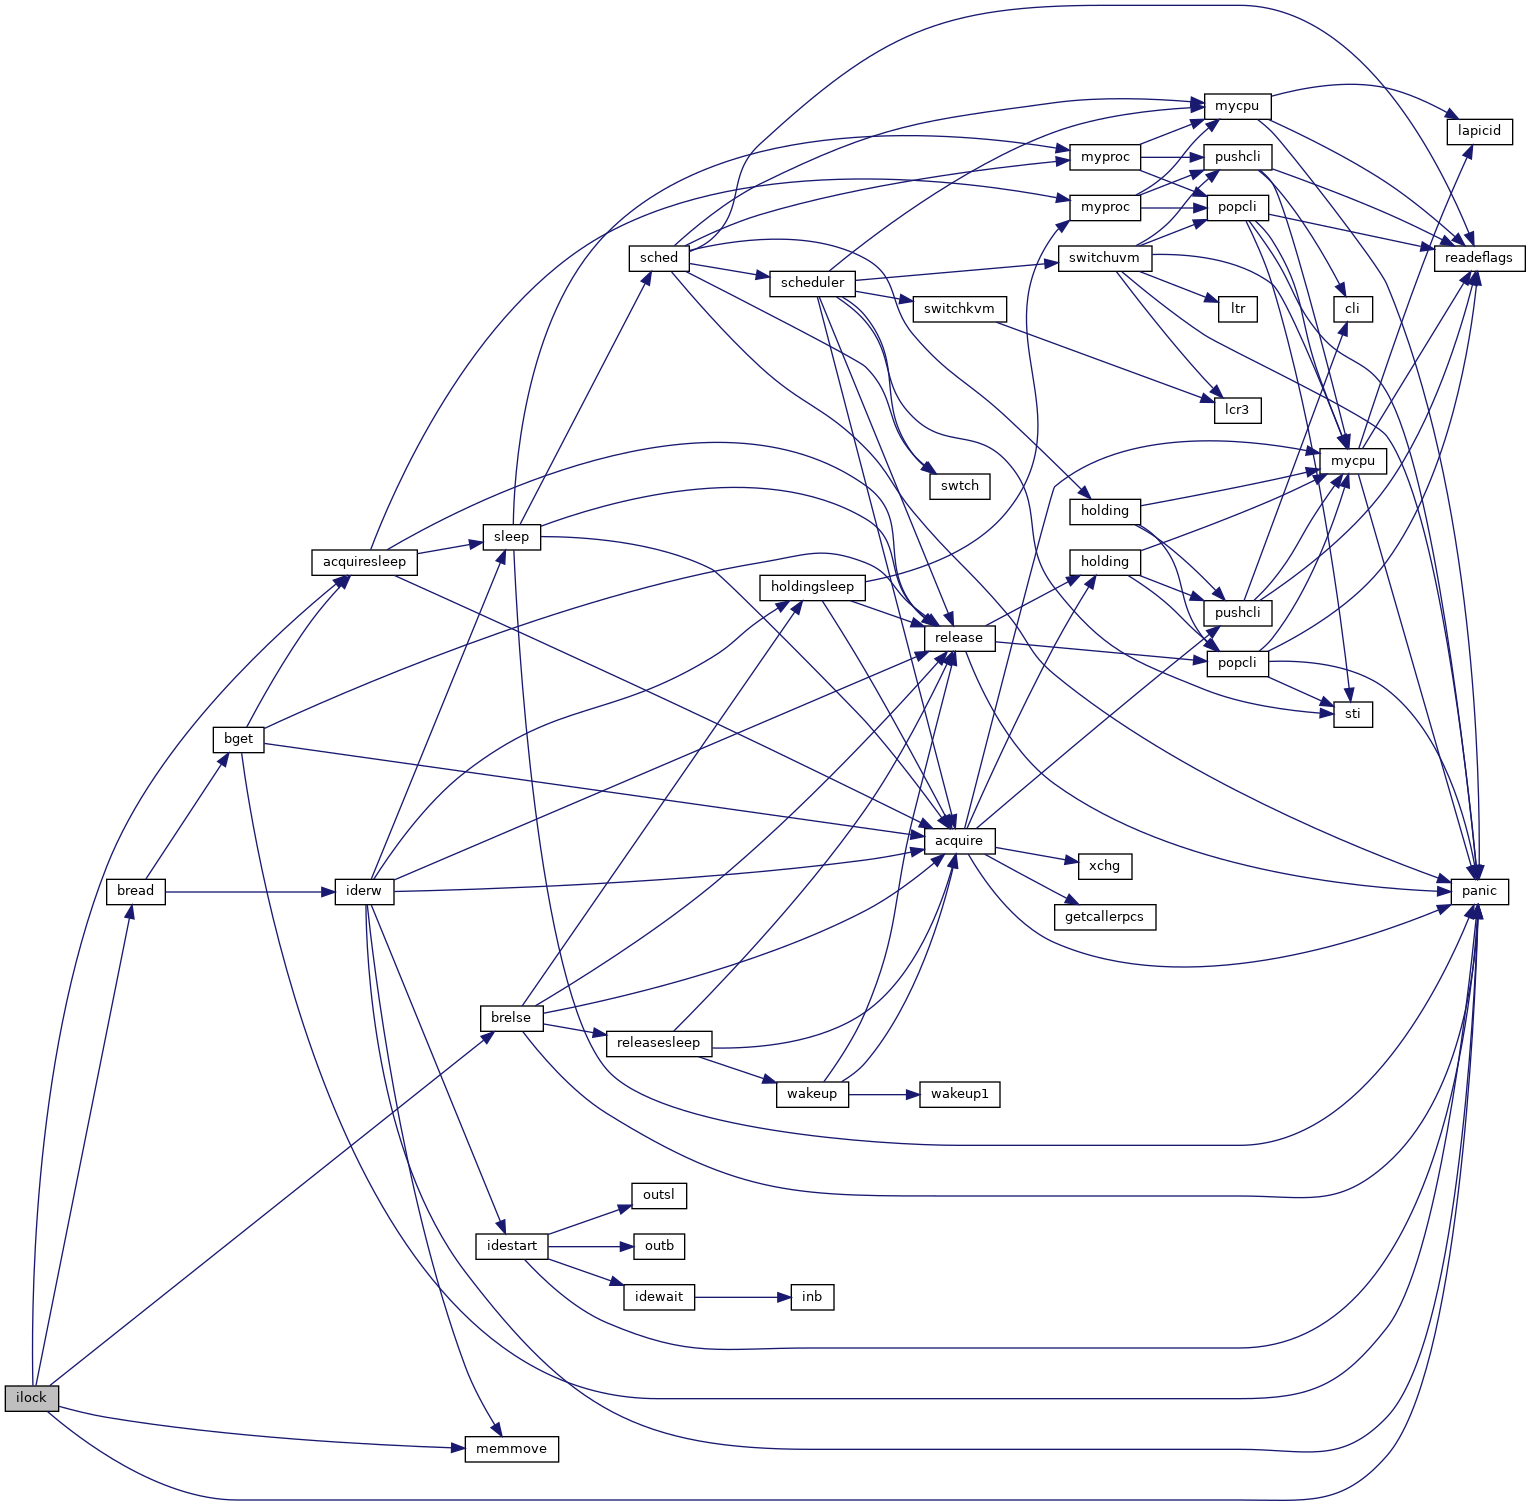 mycpu
lapicid
myproc
pushcli
myproc
popcli
sched
switchuvm
readeflags
scheduler
switchkvm
ltr
cli
lcr3
mycpu
swtch
holding
sleep
acquiresleep
holding
holdingsleep
pushcli
release
popcli
sti
bget
acquire
xchg
bread
iderw
panic
getcallerpcs
brelse
releasesleep
wakeup
wakeup1
outsl
idestart
outb
idewait
inb
ilock
memmove